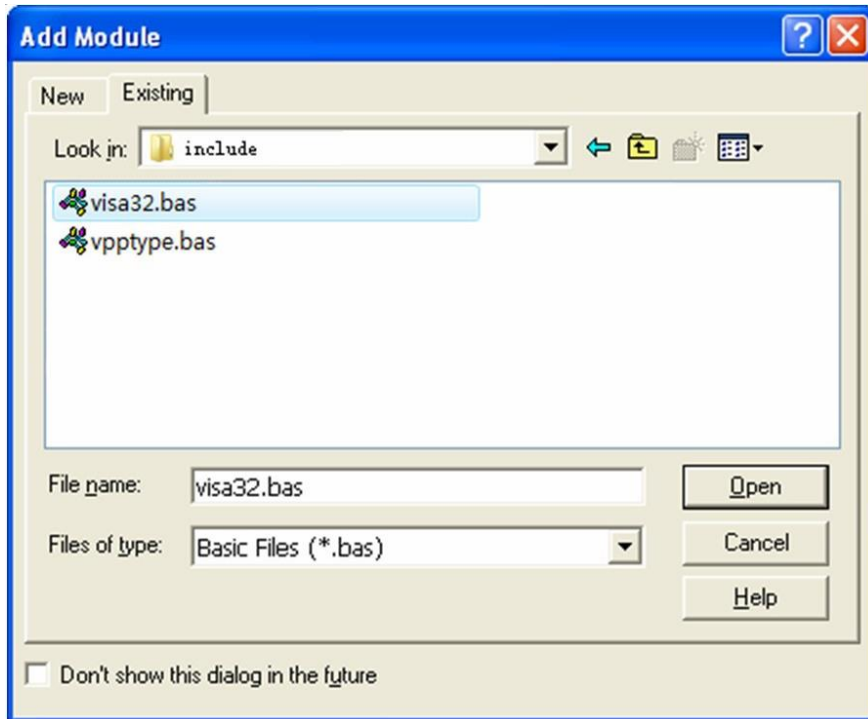 Add Module
New Existing
Look in: include
visa32.bas
vpptype.bas
File name: visa32.bas Open
Files of type: Basic Files (*.bas) Cancel
Help
Don't show this dialog in the future